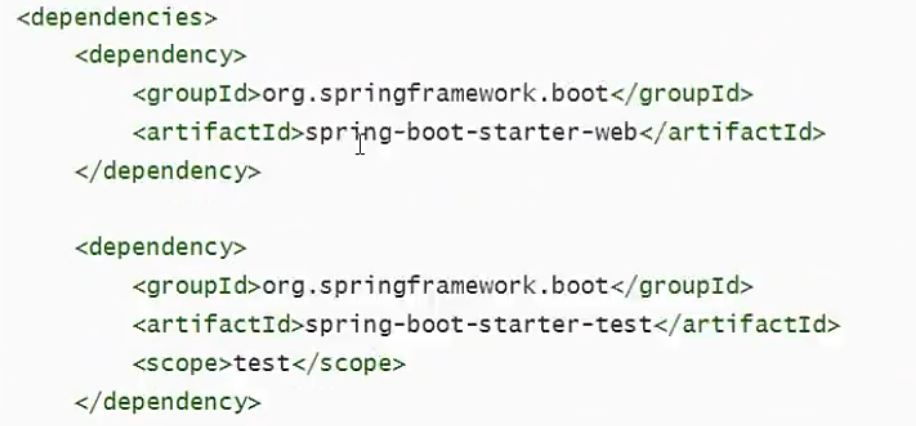 <dependencies>
    <dependency>
        <groupId>org.springframework.boot</groupId>
        <artifactId>spring-boot-starter-web</artifactId>
    </dependency>

    <dependency>
        <groupId>org.springframework.boot</groupId>
        <artifactId>spring-boot-starter-test</artifactId>
        <scope>test</scope>
    </dependency>